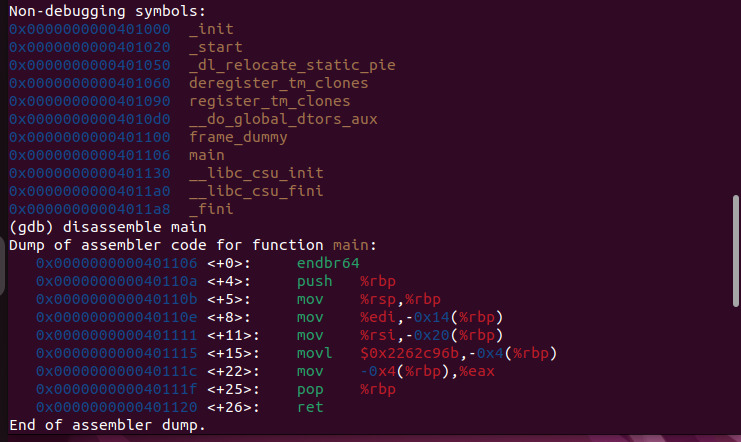 Non-debugging symbols:
0x0000000000401000  _init
0x0000000000401020  _start
0x0000000000401050  _dl_relocate_static_pie
0x0000000000401060  deregister_tm_clones
0x0000000000401090  register_tm_clones
0x00000000004010d0  __do_global_dtors_aux
0x0000000000401100  frame_dummy
0x0000000000401106  main
0x0000000000401130  __libc_csu_init
0x00000000004011a0  __libc_csu_fini
0x00000000004011a8  _fini
(gdb) disassemble main
Dump of assembler code for function main:
   0x0000000000401106 <+0>:     endbr64
   0x000000000040110a <+4>:     push   %rbp
   0x000000000040110b <+5>:     mov    %rsp,%rbp
   0x000000000040110e <+8>:     mov    %edi,-0x14(%rbp)
   0x0000000000401111 <+11>:    mov    %rsi,-0x20(%rbp)
   0x0000000000401115 <+15>:    movl   $0x2262c96b,-0x4(%rbp)
   0x000000000040111c <+22>:    mov    -0x4(%rbp),%eax
   0x000000000040111f <+25>:    pop    %rbp
   0x0000000000401120 <+26>:    ret
End of assembler dump.